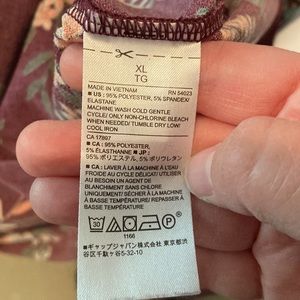 XL
TG
MADE IN VIETNAM RN 54023
■ US : 95% POLYESTER, 5% SPANDEX/
ELASTANE
MACHINE WASH COLD GENTLE
CYCLE/ ONLY NON-CHLORINE BLEACH
WHEN NEEDED/ TUMBLE DRY LOW/
COOL IRON
CA 17897
■ CA : 95% POLYESTER,
5% ÉLASTHANNE ■ JP :
95% ポリエステル, 5% ポリウレタン
■ CA : LAVER À LA MACHINE À L'EAU
FROIDE AU CYCLE DÉLICAT/ UTILISER
AU BESOIN UN AGENT DE
BLANCHIMENT SANS CHLORE
UNIQUEMENT/ SÉCHER À LA MACHINE
À BASSE TEMPÉRATURE/ REPASSER À
BASSE TEMPÉRATURE
30
1166
■ギャップジャパン株式会社 東京都渋
谷区千駄ヶ谷5-32-10